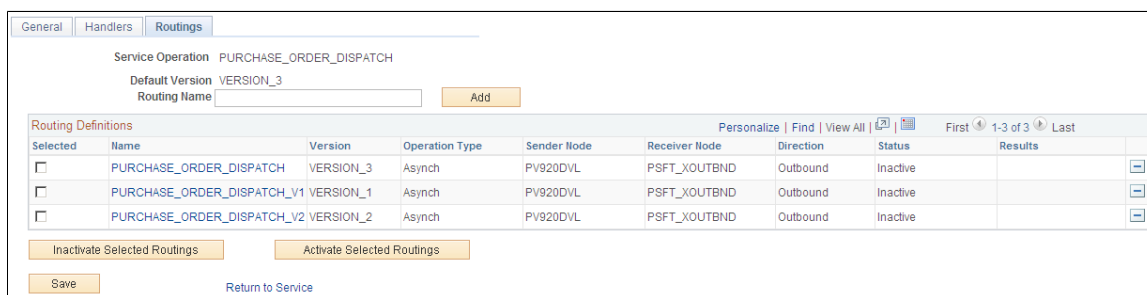 General Handlers Routings
Service Operation PURCHASE_ORDER_DISPATCH
Default Version VERSION_3
Routing Name Add
Routing Definitions Personalize | Find | View All | | First 1-3 of 3 Last
Selected Name Version Operation Type Sender Node Receiver Node Direction Status Results
PURCHASE_ORDER_DISPATCH VERSION_3 Asynch PV920DVL PSFT_XOUTBND Outbound Inactive
PURCHASE_ORDER_DISPATCH_V1 VERSION_1 Asynch PV920DVL PSFT_XOUTBND Outbound Inactive
PURCHASE_ORDER_DISPATCH_V2 VERSION_2 Asynch PV920DVL PSFT_XOUTBND Outbound Inactive
Inactivate Selected Routings Activate Selected Routings
Save Return to Service